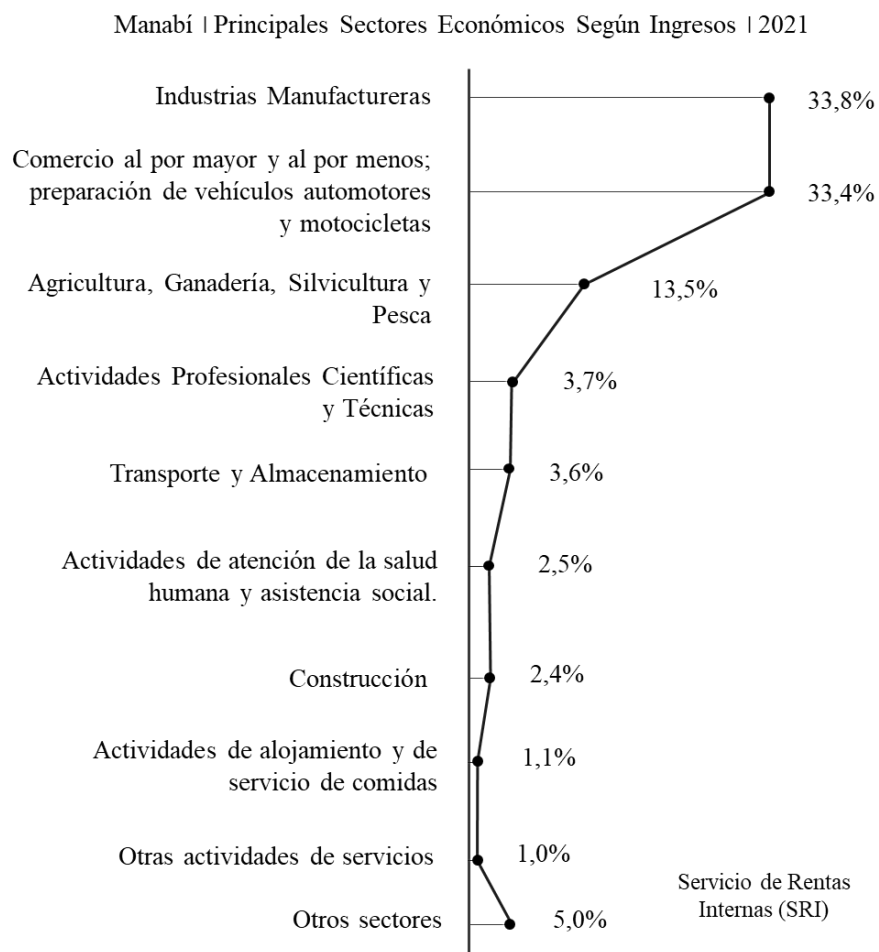 Manabí | Principales Sectores Económicos Según Ingresos | 2021
Industrias Manufactureras
33,8%
Comercio al por mayor y al por menos;
preparación de vehículos automotores
y motocicletas
33,4%
Agricultura, Ganadería, Silvicultura y
Pesca
13,5%
Actividades Profesionales Científicas
y Técnicas
3,7%
Transporte y Almacenamiento
3,6%
Actividades de atención de la salud
humana y asistencia social.
2,5%
Construcción
2,4%
Actividades de alojamiento y de
servicio de comidas
1,1%
Otras actividades de servicios
1,0%
Otros sectores
5,0%
Servicio de Rentas
Internas (SRI)